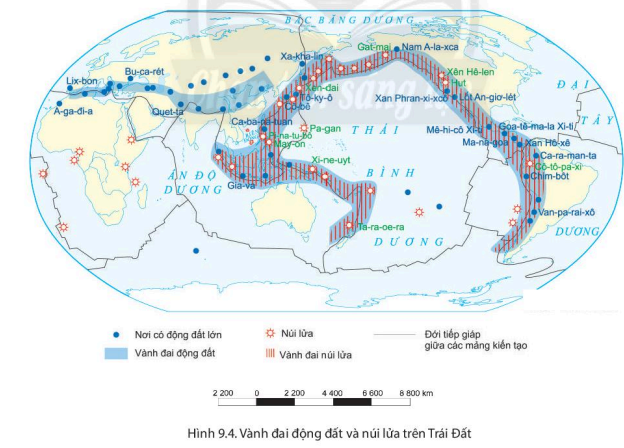 BẮC BĂNG DƯƠNG
Gat-mai
Nam A-la-xca
Xa-kha-lin
Bu-ca-rét
Lix-bon
Xên Hê-len
Hut
Xen-đai
Tô-ky-ô
Cô-bê
Xan Phran-xi-xcô
Lốt An-giơ-lét
ĐẠI
A-ga-đi-a
Quet-ta
Ca-ba-na-tuan
Pi-na-tu-bô
May-on
Pa-gan
THÁI
Mê-hi-cô Xi-ti
Goa-tê-ma-la Xi-ti
TÂY
Ma-na-goa
Xan Hô-xê
Xi-ne-uyt
Ca-ra-man-ta
Cô-tô-pa-xi
Chim-bôt
ẤN ĐỘ
DƯƠNG
Gia-va
BÌNH
Van-pa-rai-xô
Ta-ra-oe-ra
DƯƠNG
DƯƠNG
Nơi có động đất lớn
Núi lửa
Đới tiếp giáp
giữa các mảng kiến tạo
Vành đai động đất
Vành đai núi lửa
2 200 0 2 200 4 400 6 600 8 800 km
Hình 9.4. Vành đai động đất và núi lửa trên Trái Đất